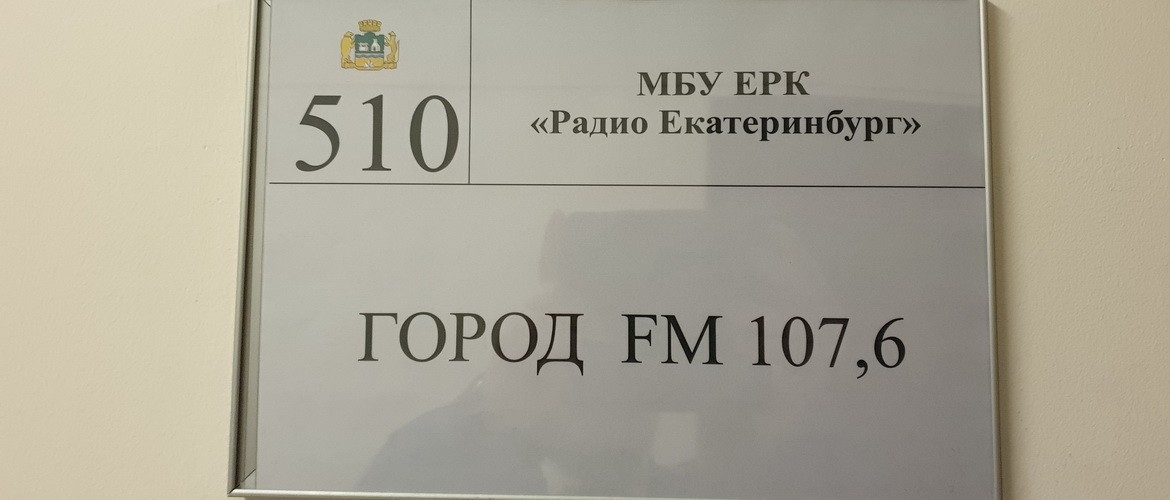 510
МБУ ЕРК
«Радио Екатеринбург»
ГОРОД FM 107,6